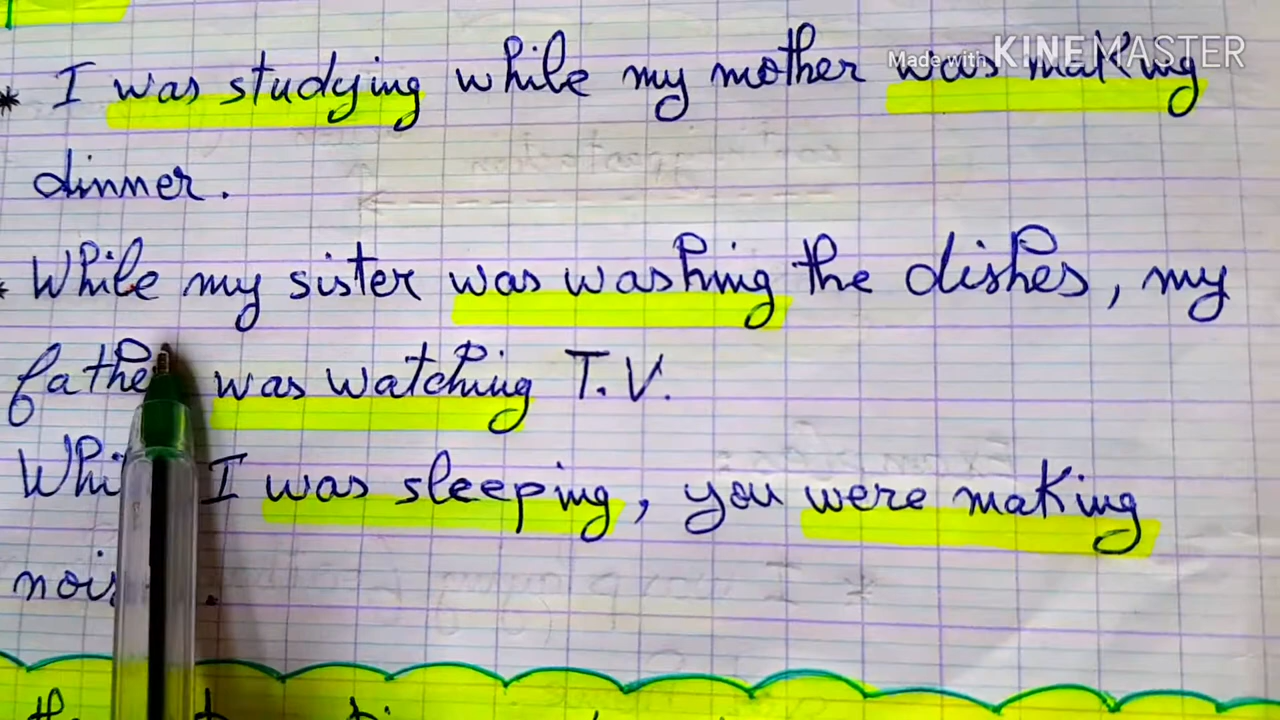 Made with KINEMASTER
* I was studying while my mother was making
dinner.
While my sister was washing the dishes, my
father was watching T.V.
I was sleeping, you were making